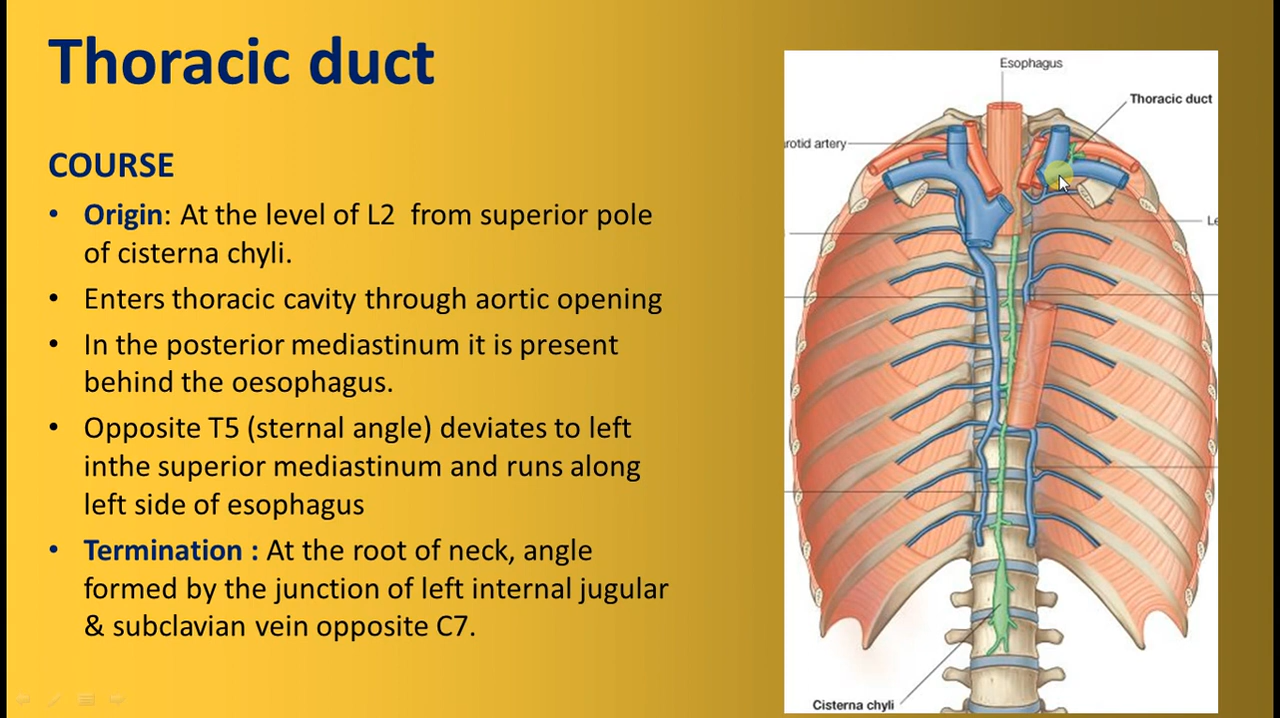 Thoracic duct
COURSE
• Origin: At the level of L2 from superior pole
of cisterna chyli.
• Enters thoracic cavity through aortic opening
• In the posterior mediastinum it is present
behind the oesophagus.
• Opposite T5 (sternal angle) deviates to left
inthe superior mediastinum and runs along
left side of esophagus
• Termination : At the root of neck, angle
formed by the junction of left internal jugular
& subclavian vein opposite C7.
Esophagus
Thoracic duct
rotid artery
Le
Cisterna chyli